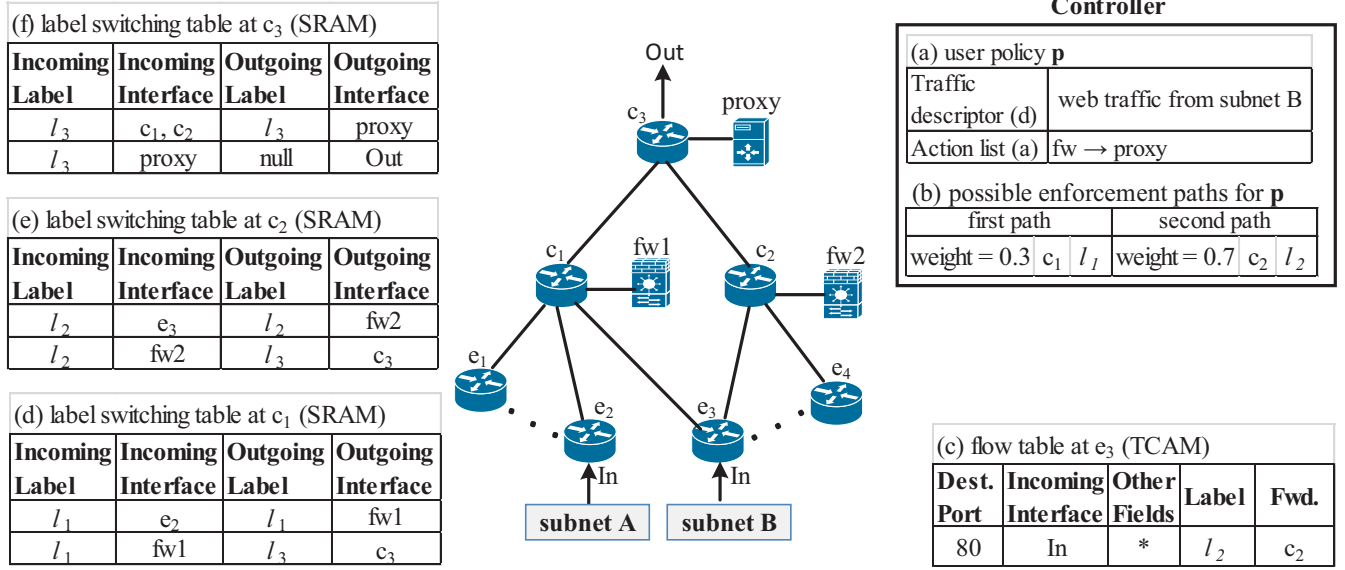 (f) label switching table at c3 (SRAM)
Incoming Label Incoming Interface Outgoing Label Outgoing Interface
l3 c1, c2 l3 proxy
l3 proxy null Out
(e) label switching table at c2 (SRAM)
Incoming Label Incoming Interface Outgoing Label Outgoing Interface
l2 e3 l2 fw2
l2 fw2 l3 c3
(d) label switching table at c1 (SRAM)
Incoming Label Incoming Interface Outgoing Label Outgoing Interface
l1 e2 l1 fw1
l1 fw1 l3 c3
Out
proxy
c3
c1
fw1
c2
fw2
e1
e2
e3
e4
In
In
subnet A
subnet B
Controller
(a) user policy p
Traffic descriptor (d) web traffic from subnet B
Action list (a) fw → proxy
(b) possible enforcement paths for p
first path second path
weight = 0.3 c1 l1 weight = 0.7 c2 l2
(c) flow table at e3 (TCAM)
Dest. Port Incoming Interface Other Fields Label Fwd.
80 In * l2 c2